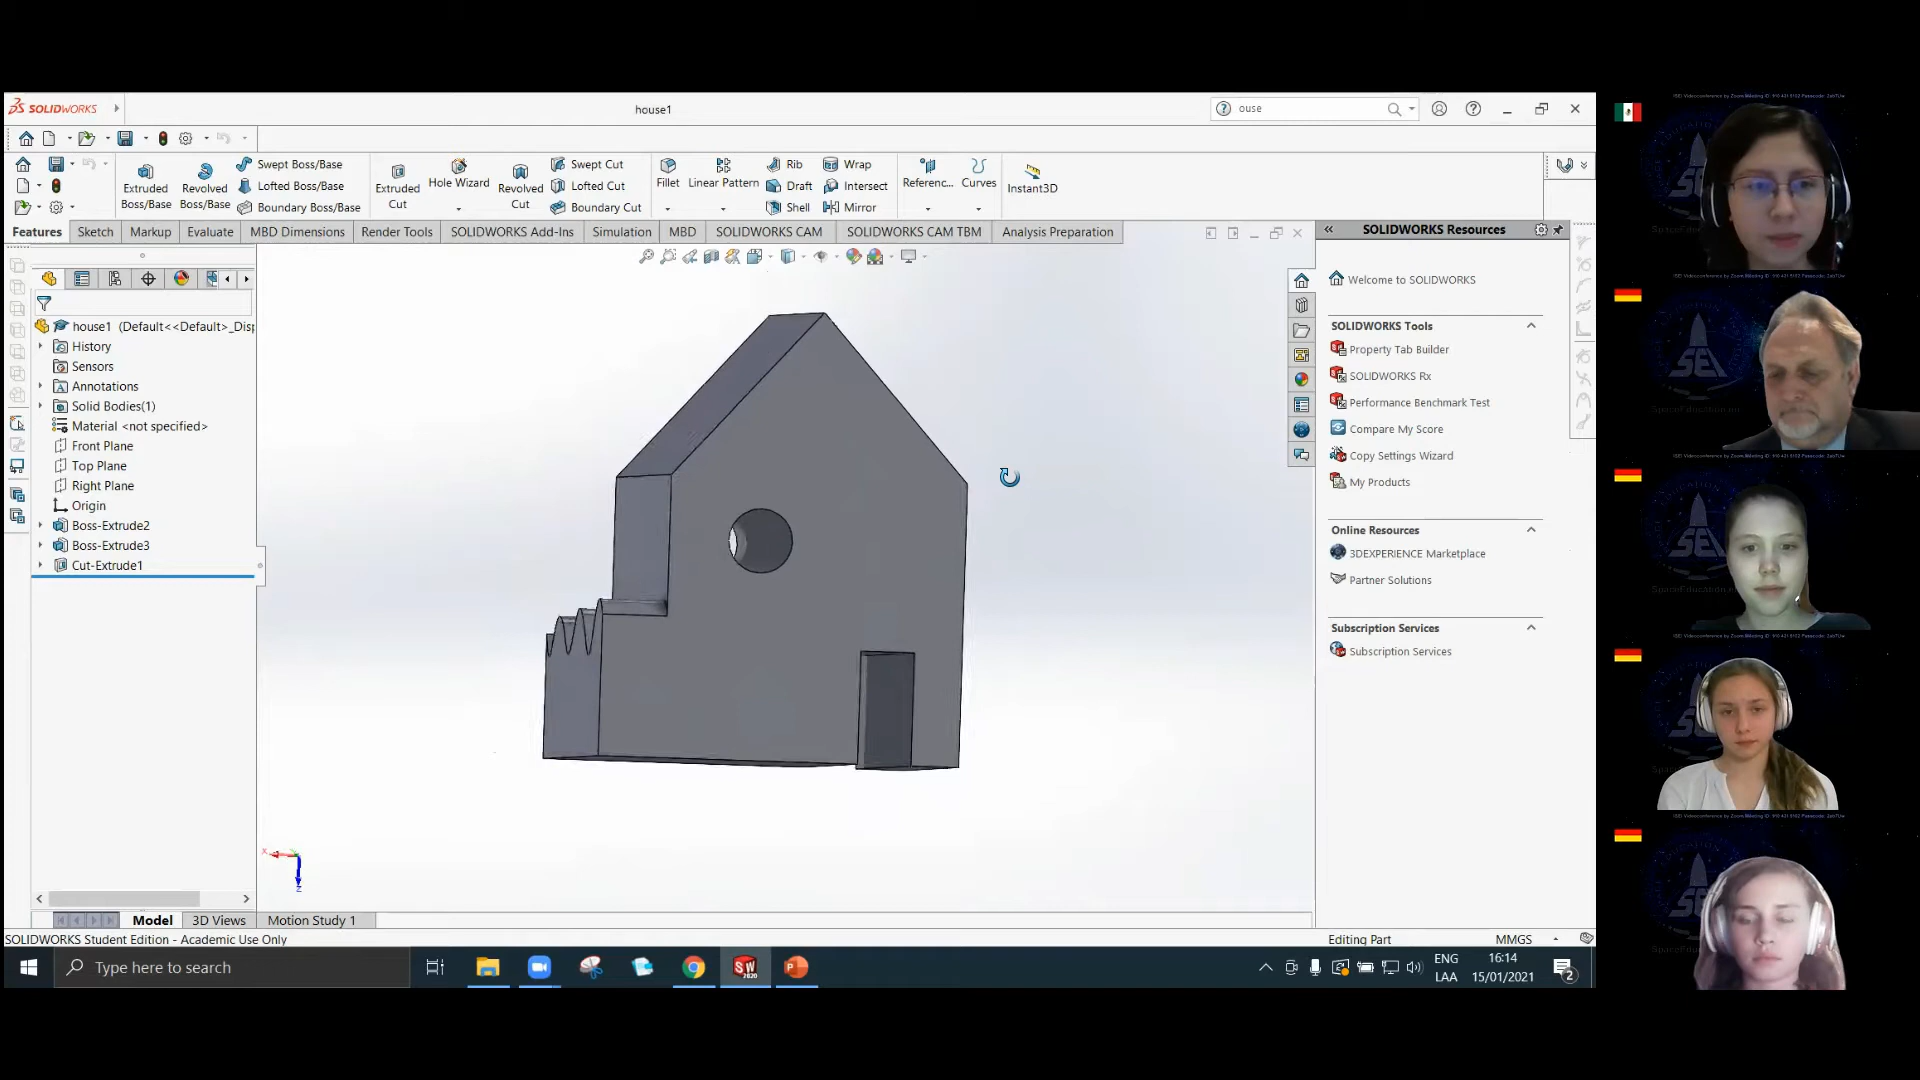 SOLIDWORKS
house1
ouse
Extruded Boss/Base
Revolved Boss/Base
Swept Boss/Base
Lofted Boss/Base
Boundary Boss/Base
Extruded Cut
Hole Wizard
Revolved Cut
Swept Cut
Lofted Cut
Boundary Cut
Fillet
Linear Pattern
Rib
Draft
Shell
Wrap
Intersect
Mirror
Referenc...
Curves
Instant3D
Features
Sketch
Markup
Evaluate
MBD Dimensions
Render Tools
SOLIDWORKS Add-Ins
Simulation
MBD
SOLIDWORKS CAM
SOLIDWORKS CAM TBM
Analysis Preparation
house1 (Default<<Default>_Disp
History
Sensors
Annotations
Solid Bodies(1)
Material <not specified>
Front Plane
Top Plane
Right Plane
Origin
Boss-Extrude2
Boss-Extrude3
Cut-Extrude1
SOLIDWORKS Resources
Welcome to SOLIDWORKS
SOLIDWORKS Tools
Property Tab Builder
SOLIDWORKS Rx
Performance Benchmark Test
Compare My Score
Copy Settings Wizard
My Products
Online Resources
3DEXPERIENCE Marketplace
Partner Solutions
Subscription Services
Subscription Services
Model
3D Views
Motion Study 1
SOLIDWORKS Student Edition - Academic Use Only
Editing Part
MMGS
Type here to search
ENG
LAA
16:14
15/01/2021
2